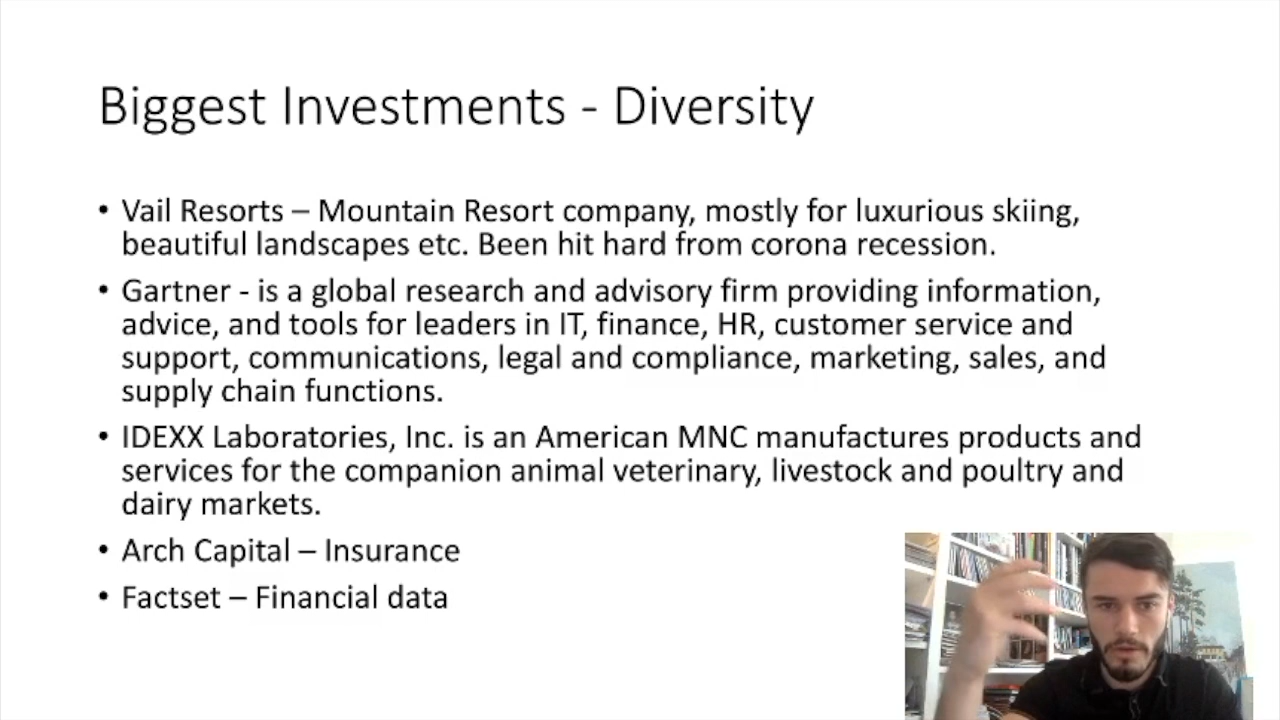 Biggest Investments - Diversity
• Vail Resorts – Mountain Resort company, mostly for luxurious skiing,
beautiful landscapes etc. Been hit hard from corona recession.
• Gartner - is a global research and advisory firm providing information,
advice, and tools for leaders in IT, finance, HR, customer service and
support, communications, legal and compliance, marketing, sales, and
supply chain functions.
• IDEXX Laboratories, Inc. is an American MNC manufactures products and
services for the companion animal veterinary, livestock and poultry and
dairy markets.
• Arch Capital – Insurance
• Factset – Financial data